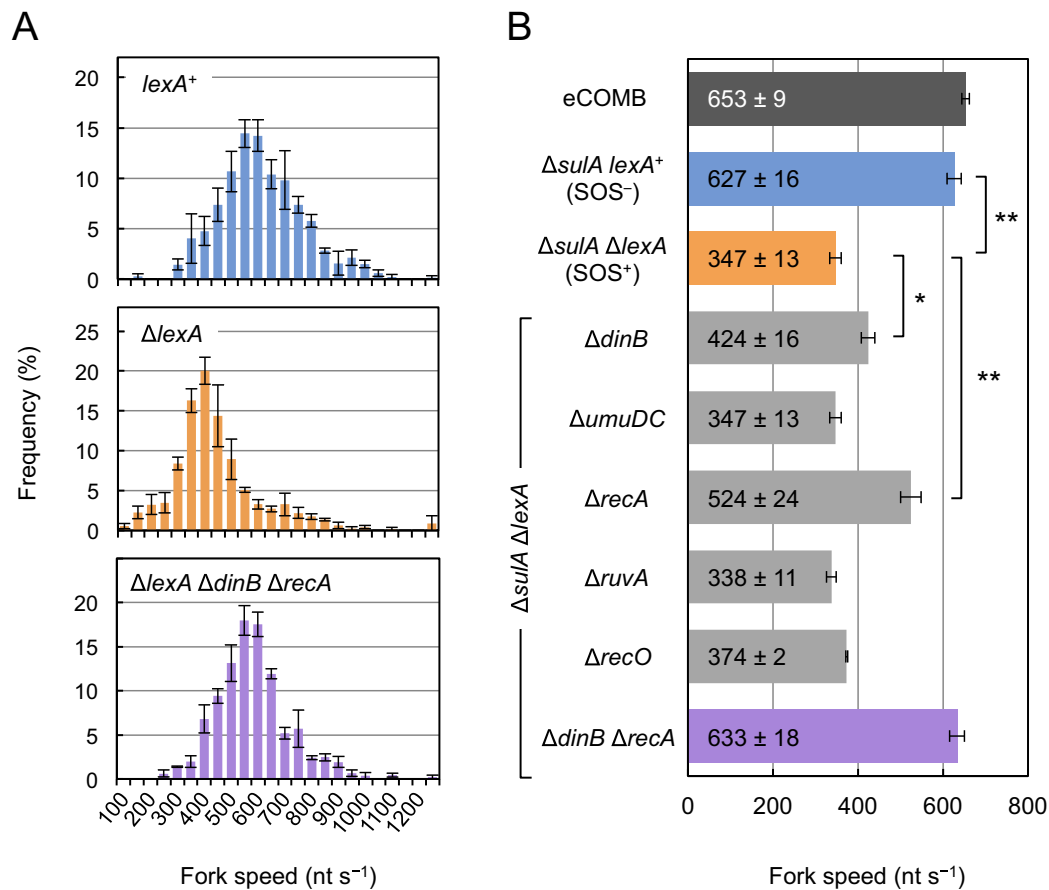 A
lexA⁺
20
15
10
5
0
ΔlexA
25
20
15
10
5
0
ΔlexA ΔdinB ΔrecA
20
15
10
5
0
Frequency (%)
100 200 300 400 500 600 700 800 900 1000 1100 1200
Fork speed (nt s⁻¹)
B
eCOMB
653 ± 9
ΔsulA lexA⁺
(SOS⁻)
627 ± 16
**
ΔsulA ΔlexA
(SOS⁺)
347 ± 13
*
ΔdinB
424 ± 16
**
ΔumuDC
347 ± 13
ΔrecA
524 ± 24
ΔruvA
338 ± 11
ΔrecO
374 ± 2
ΔdinB ΔrecA
633 ± 18
ΔsulA ΔlexA
0 200 400 600 800
Fork speed (nt s⁻¹)